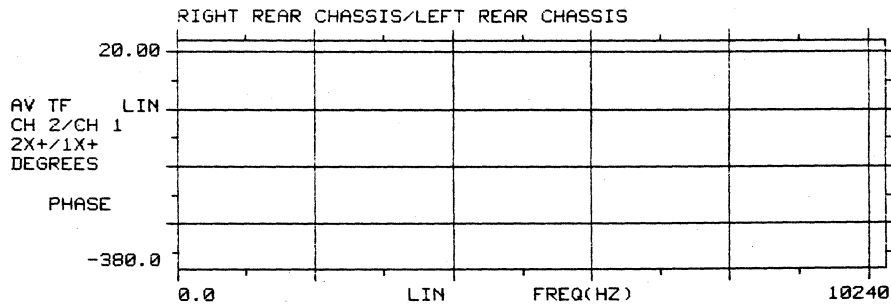 RIGHT REAR CHASSIS/LEFT REAR CHASSIS
20.00
AV TF LIN
CH 2/CH 1
2X+/1X+
DEGREES
PHASE
-380.0
0.0 LIN FREQ(HZ) 10240